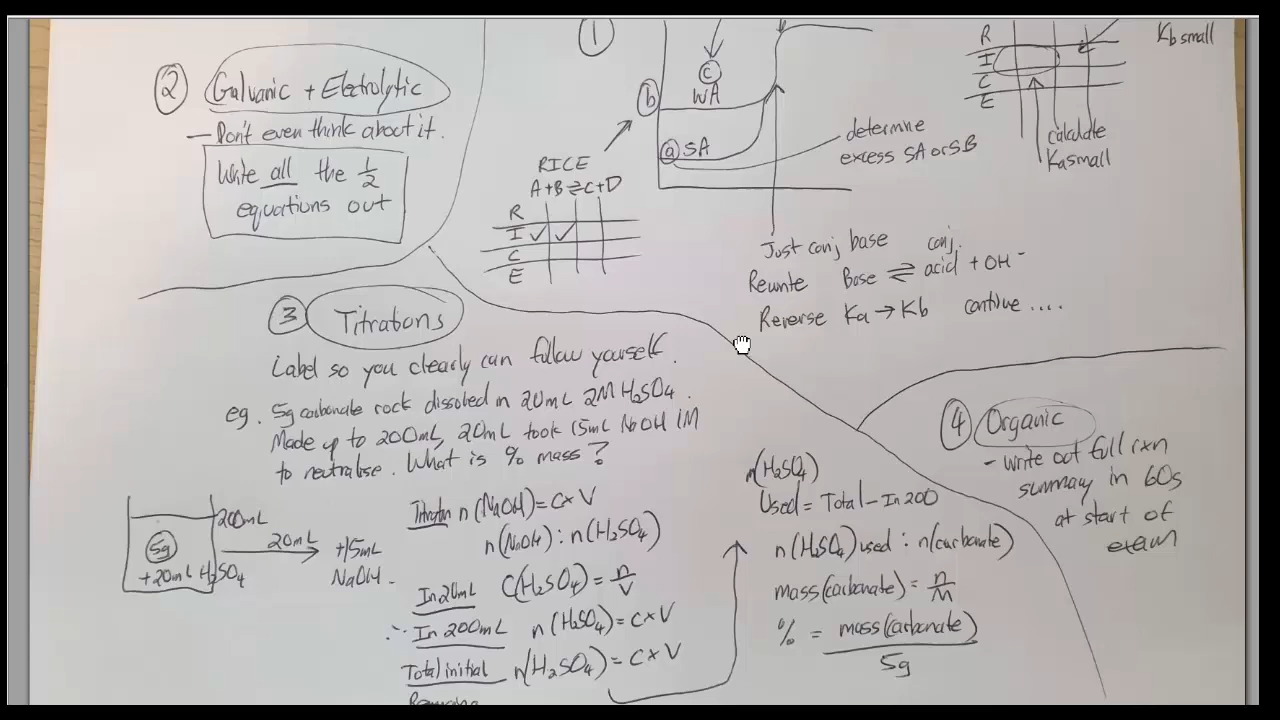 1
C
WA
b
a SA
determine
excess SA or SB
RICE
A+B ⇌ C+D
R
I ✓ ✓
C
E
R
I
C
E
Kb small
calculate
Ka small
Just conj base
Rewrite Base ⇌ conj. acid + OH⁻
Reverse Ka → Kb continue ....
2 Galvanic + Electrolytic
- Don't even think about it.
Write all the 1/2
equations out
3 Titrations
Label so you clearly can follow yourself.
eg. 5g carbonate rock dissolved in 20mL 2M H2SO4.
Made up to 200mL, 20mL took 15mL NaOH 1M
to neutralise. What is % mass?
200mL
5g
+20mL H2SO4
20mL
+15mL
NaOH.
Titration n(NaOH) = C×V
n(NaOH) : n(H2SO4)
In 20mL C(H2SO4) = n/V
∴ In 200mL n(H2SO4) = C×V
Total initial n(H2SO4) = C×V
n(H2SO4)
Used = Total - In 200
n(H2SO4) used : n(carbonate)
mass(carbonate) = n/M
% = mass(carbonate)
5g
4 Organic
- Write out full rxn
summary in 60s
at start of
exam